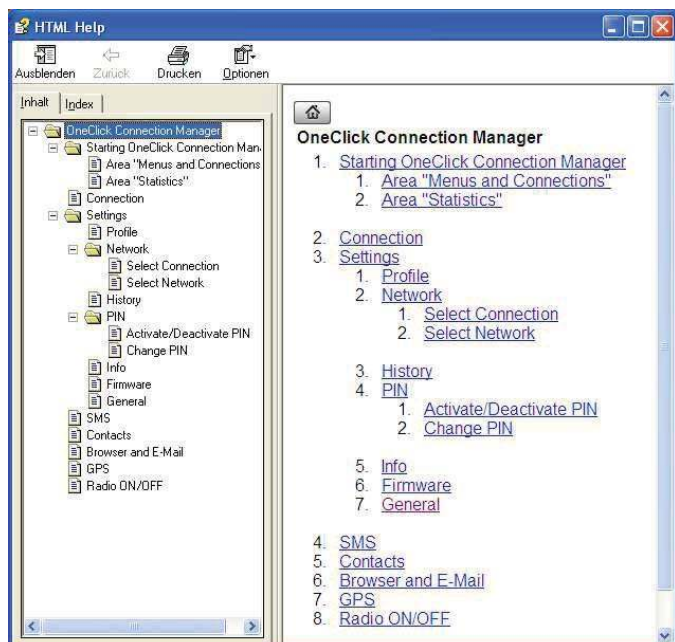 HTML Help
Ausblenden Zurück Drucken Optionen
Inhalt Index
OneClick Connection Manager
Starting OneClick Connection Man
Area "Menus and Connections
Area "Statistics"
Connection
Settings
Profile
Network
Select Connection
Select Network
History
PIN
Activate/Deactivate PIN
Change PIN
Info
Firmware
General
SMS
Contacts
Browser and E-Mail
GPS
Radio ON/OFF
OneClick Connection Manager
1. Starting OneClick Connection Manager
1. Area "Menus and Connections"
2. Area "Statistics"
2. Connection
3. Settings
1. Profile
2. Network
1. Select Connection
2. Select Network
3. History
4. PIN
1. Activate/Deactivate PIN
2. Change PIN
5. Info
6. Firmware
7. General
4. SMS
5. Contacts
6. Browser and E-Mail
7. GPS
8. Radio ON/OFF